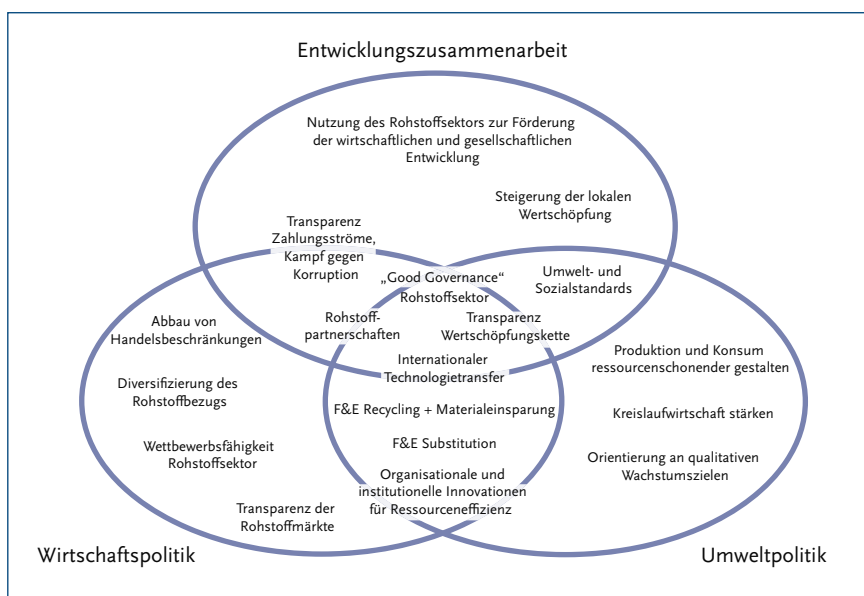 Entwicklungszusammenarbeit
Nutzung des Rohstoffsektors zur Förderung
der wirtschaftlichen und gesellschaftlichen
Entwicklung
Steigerung der lokalen
Wertschöpfung
Transparenz
Zahlungsströme,
Kampf gegen
Korruption
„Good Governance“
Rohstoffsektor
Umwelt- und
Sozialstandards
Rohstoff-
partnerschaften
Transparenz
Wertschöpfungskette
Internationaler
Technologietransfer
Abbau von
Handelsbeschränkungen
Diversifizierung des
Rohstoffbezugs
Wettbewerbsfähigkeit
Rohstoffsektor
Transparenz der
Rohstoffmärkte
F&E Recycling + Materialeinsparung
F&E Substitution
Organisationale und
institutionelle Innovationen
für Ressourceneffizienz
Produktion und Konsum
ressourcenschonender gestalten
Kreislaufwirtschaft stärken
Orientierung an qualitativen
Wachstumszielen
Wirtschaftspolitik
Umweltpolitik